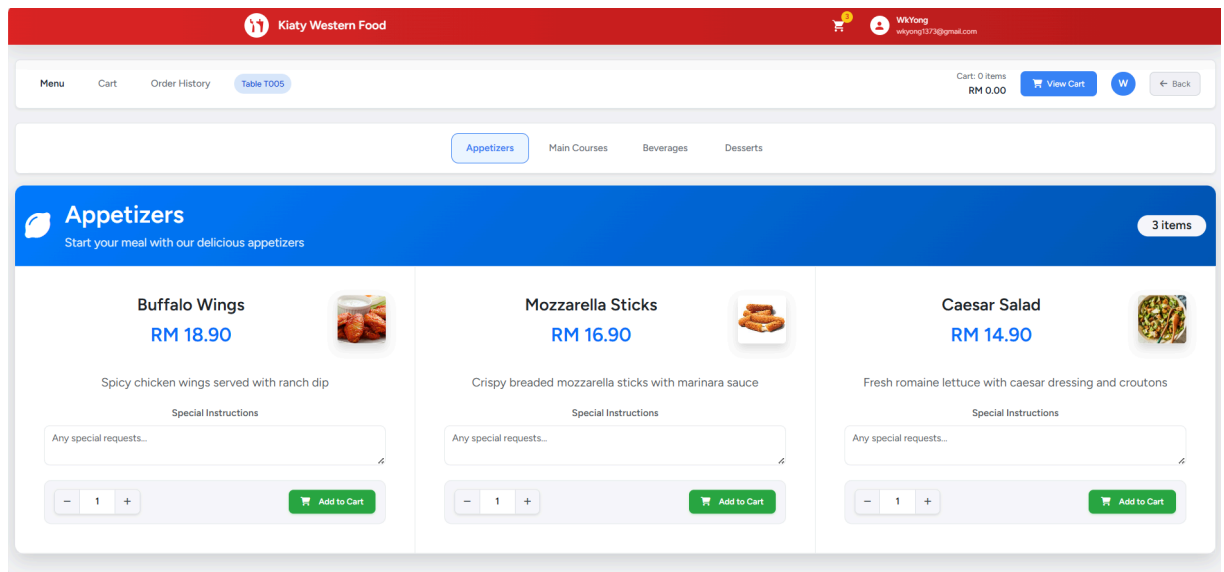 Kiaty Western Food
3
WkYong
wkyong1373@gmail.com
Menu Cart Order History Table T005
Cart: 0 items
RM 0.00
View Cart
W
← Back
Appetizers Main Courses Beverages Desserts
Appetizers
Start your meal with our delicious appetizers
3 items
Buffalo Wings
RM 18.90
Spicy chicken wings served with ranch dip
Special Instructions
Any special requests...
− 1 +
Add to Cart
Mozzarella Sticks
RM 16.90
Crispy breaded mozzarella sticks with marinara sauce
Special Instructions
Any special requests...
− 1 +
Add to Cart
Caesar Salad
RM 14.90
Fresh romaine lettuce with caesar dressing and croutons
Special Instructions
Any special requests...
− 1 +
Add to Cart